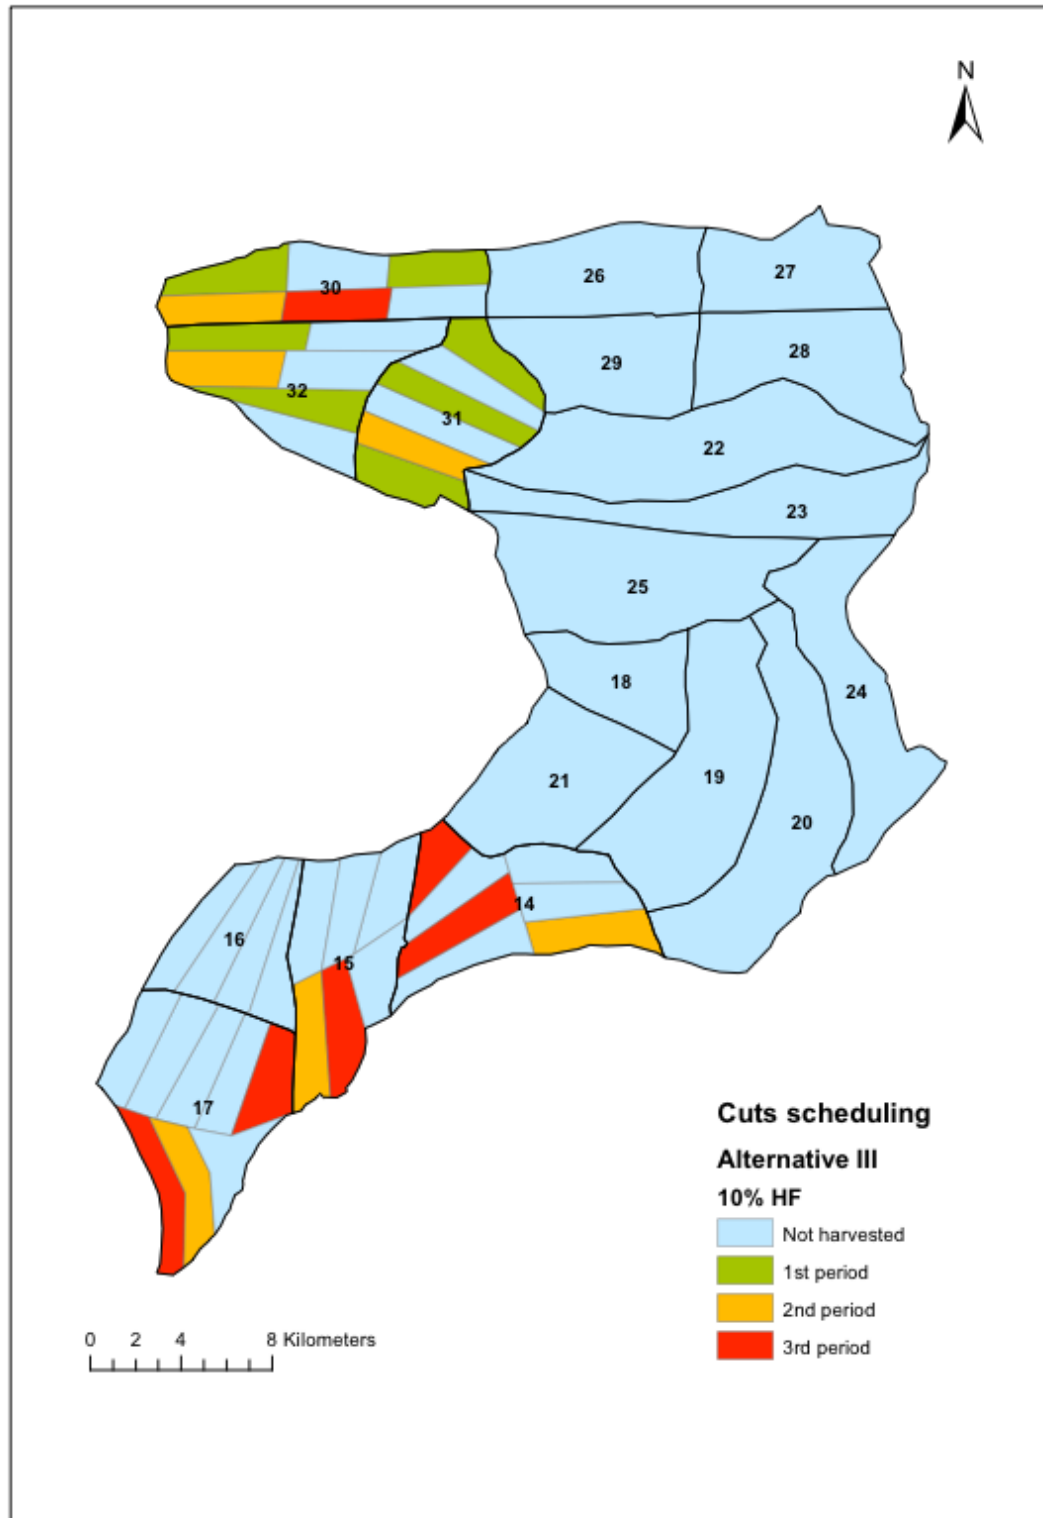 N
27
26
30
28
29
32
31
22
23
25
18
24
19
21
20
14
16
15
17
Cuts scheduling
Alternative III
10% HF
Not harvested
1st period
2nd period
3rd period
0 2 4 8 Kilometers